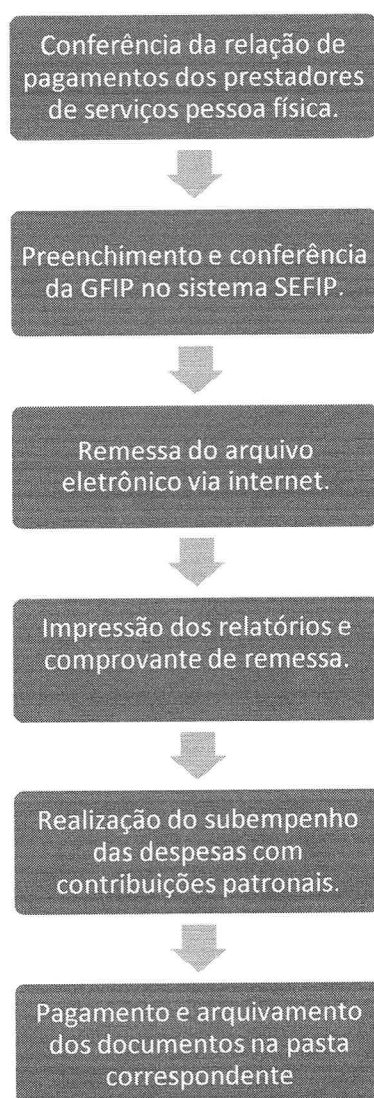 Conferência da relação de
pagamentos dos prestadores
de serviços pessoa física.
Preenchimento e conferência
da GFIP no sistema SEFIP.
Remessa do arquivo
eletrônico via internet.
Impressão dos relatórios e
comprovante de remessa.
Realização do subempenho
das despesas com
contribuições patronais.
Pagamento e arquivamento
dos documentos na pasta
correspondente